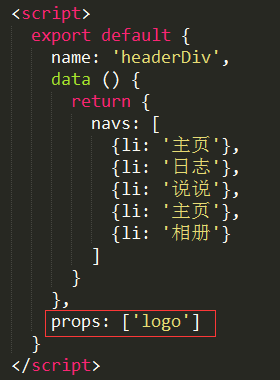 <script>
export default {
name: 'headerDiv',
data () {
return {
navs: [
{li: '主页'},
{li: '日志'},
{li: '说说'},
{li: '主页'},
{li: '相册'}
]
}
},
props: ['logo']
}
</script>